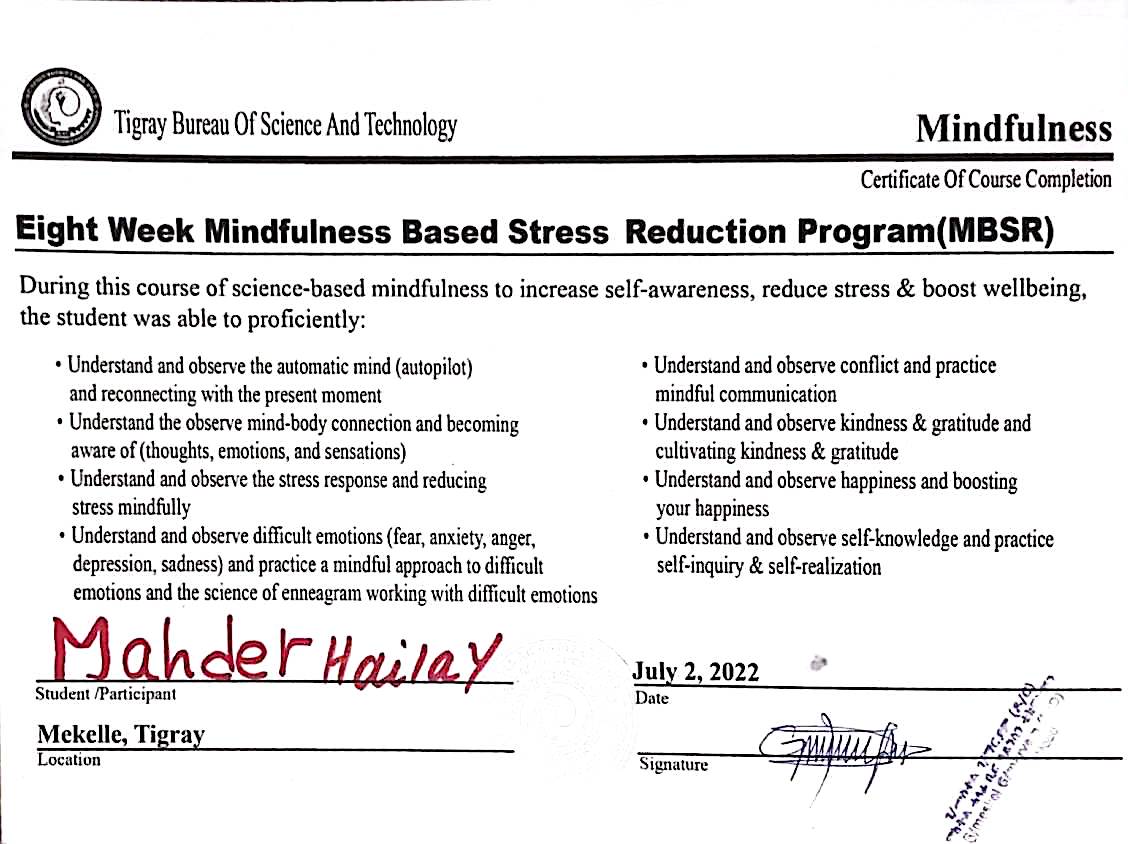 Tigray Bureau Of Science And Technology
Mindfulness
Certificate Of Course Completion
Eight Week Mindfulness Based Stress Reduction Program(MBSR)
During this course of science-based mindfulness to increase self-awareness, reduce stress & boost wellbeing,
the student was able to proficiently:
• Understand and observe the automatic mind (autopilot)
and reconnecting with the present moment
• Understand the observe mind-body connection and becoming
aware of (thoughts, emotions, and sensations)
• Understand and observe the stress response and reducing
stress mindfully
• Understand and observe difficult emotions (fear, anxiety, anger,
depression, sadness) and practice a mindful approach to difficult
emotions and the science of enneagram working with difficult emotions
• Understand and observe conflict and practice
mindful communication
• Understand and observe kindness & gratitude and
cultivating kindness & gratitude
• Understand and observe happiness and boosting
your happiness
• Understand and observe self-knowledge and practice
self-inquiry & self-realization
Mahder Hailay
Student /Participant
Mekelle, Tigray
Location
July 2, 2022
Date
Signature